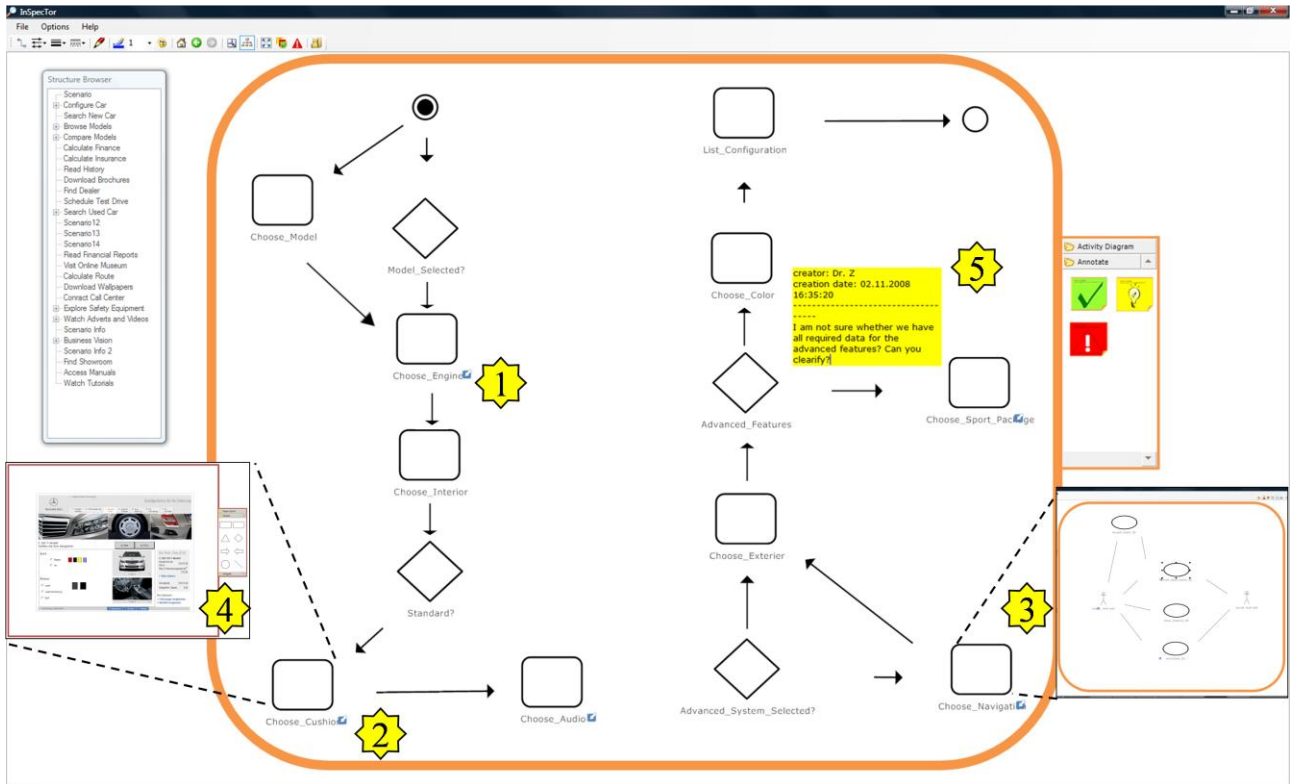 InSpecTor
File Options Help
1
Structure Browser
Scenario
Configure Car
Search New Car
Browse Models
Compare Models
Calculate Finance
Calculate Insurance
Read History
Download Brochures
Find Dealer
Schedule Test Drive
Search Used Car
Scenario12
Scenario13
Scenario14
Read Financial Reports
Visit Online Museum
Calculate Route
Download Wallpapers
Contract Call Center
Explore Safety Equipment
Watch Adverts and Videos
Scenario Info
Business Vision
Scenario Info 2
Find Showroom
Access Manuals
Watch Tutorials
Choose_Model
Model_Selected?
Choose_Engine
1
Choose_Interior
Standard?
4
Choose_Cushion
2
Choose_Audio
List_Configuration
Choose_Color
creator: Dr. Z
creation date: 02.11.2008
16:35:20
----------------------------------
-----
I am not sure whether we have
all required data for the
advanced features? Can you
clearify?
5
Advanced_Features
Choose_Sport_Package
Choose_Exterier
Advanced_System_Selected?
Choose_Navigati
3
Activity Diagram
Annotate